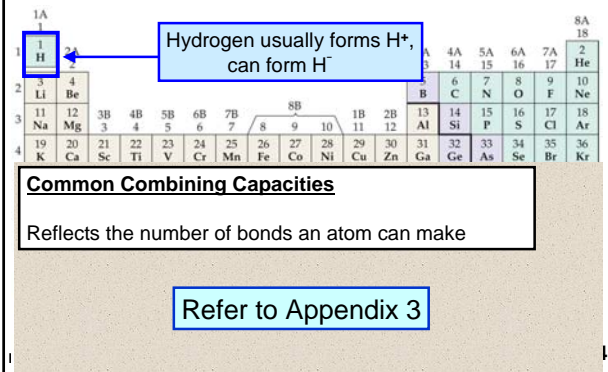 1A
1
8A
18
1
1
H
2A
Hydrogen usually forms H⁺,
can form H⁻
3
4A
14
5A
15
6A
16
7A
17
2
He
2
3
Li
4
Be
5
B
6
C
7
N
8
O
9
F
10
Ne
3
11
Na
12
Mg
3B
3
4B
4
5B
5
6B
6
7B
7
8B
8
9
10
1B
11
2B
12
13
Al
14
Si
15
P
16
S
17
Cl
18
Ar
4
19
K
20
Ca
21
Sc
22
Ti
23
V
24
Cr
25
Mn
26
Fe
27
Co
28
Ni
29
Cu
30
Zn
31
Ga
32
Ge
33
As
34
Se
35
Br
36
Kr
Common Combining Capacities
Reflects the number of bonds an atom can make
Refer to Appendix 3